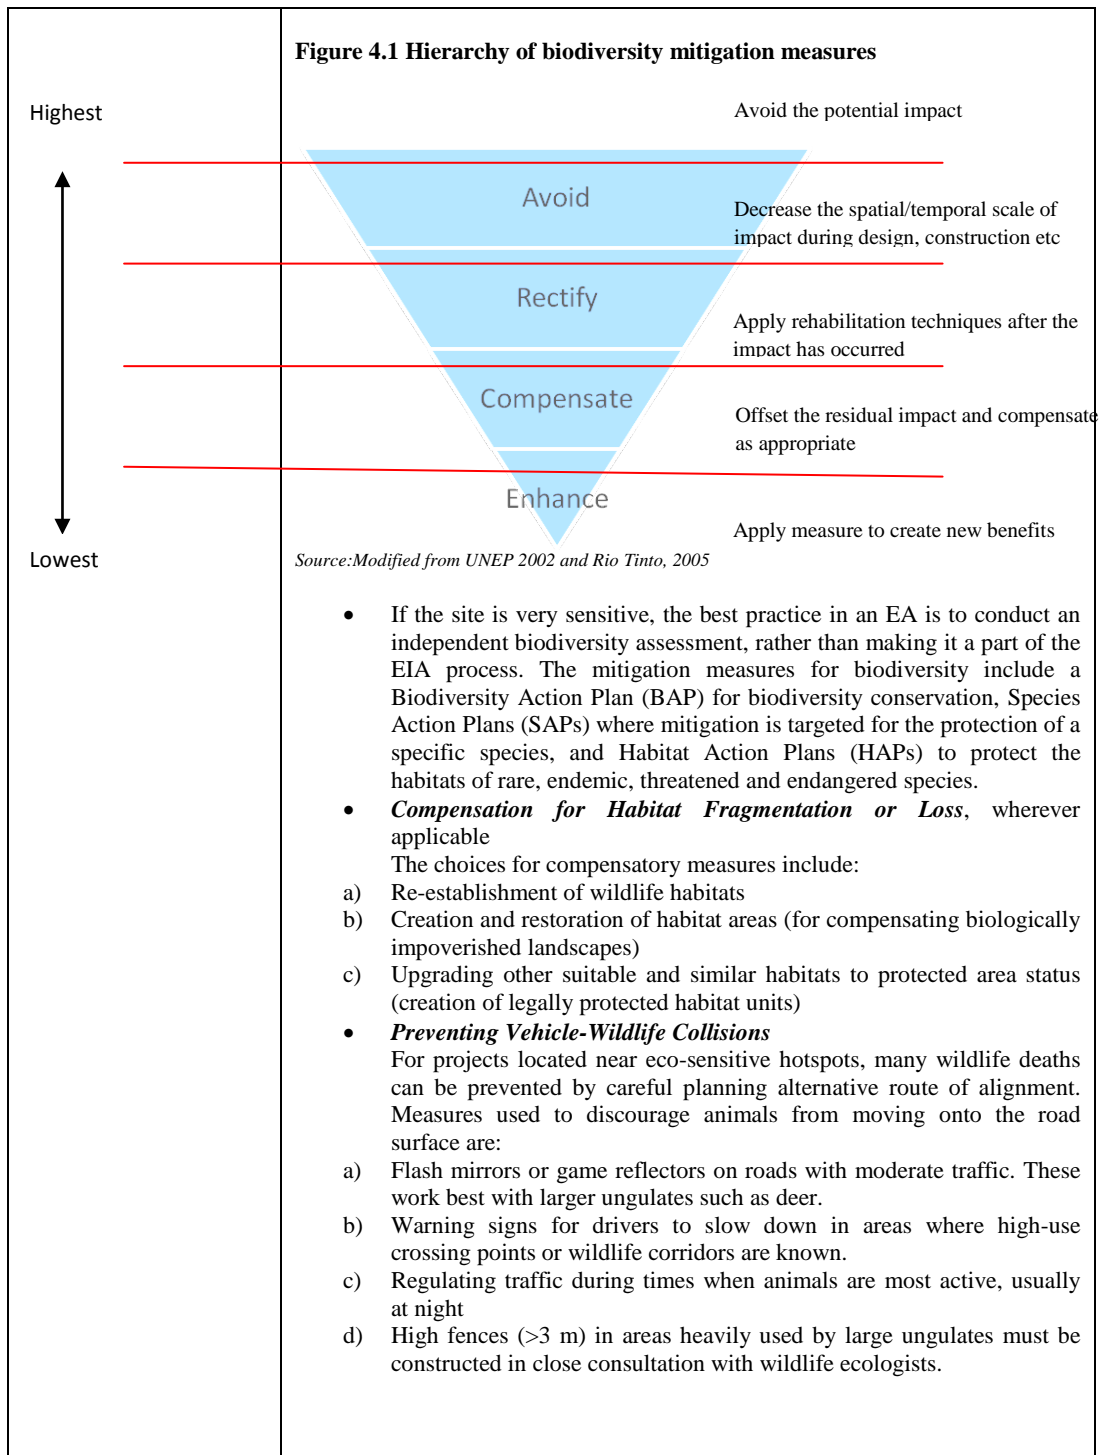 Figure 4.1 Hierarchy of biodiversity mitigation measures
Highest
Avoid the potential impact
Avoid
Decrease the spatial/temporal scale of
impact during design, construction etc
Rectify
Apply rehabilitation techniques after the
impact has occurred
Compensate
Offset the residual impact and compensate
as appropriate
Enhance
Apply measure to create new benefits
Lowest
Source:Modified from UNEP 2002 and Rio Tinto, 2005
• If the site is very sensitive, the best practice in an EA is to conduct an
independent biodiversity assessment, rather than making it a part of the
EIA process. The mitigation measures for biodiversity include a
Biodiversity Action Plan (BAP) for biodiversity conservation, Species
Action Plans (SAPs) where mitigation is targeted for the protection of a
specific species, and Habitat Action Plans (HAPs) to protect the
habitats of rare, endemic, threatened and endangered species.
• Compensation for Habitat Fragmentation or Loss, wherever
applicable
The choices for compensatory measures include:
a) Re-establishment of wildlife habitats
b) Creation and restoration of habitat areas (for compensating biologically
impoverished landscapes)
c) Upgrading other suitable and similar habitats to protected area status
(creation of legally protected habitat units)
• Preventing Vehicle-Wildlife Collisions
For projects located near eco-sensitive hotspots, many wildlife deaths
can be prevented by careful planning alternative route of alignment.
Measures used to discourage animals from moving onto the road
surface are:
a) Flash mirrors or game reflectors on roads with moderate traffic. These
work best with larger ungulates such as deer.
b) Warning signs for drivers to slow down in areas where high-use
crossing points or wildlife corridors are known.
c) Regulating traffic during times when animals are most active, usually
at night
d) High fences (>3 m) in areas heavily used by large ungulates must be
constructed in close consultation with wildlife ecologists.